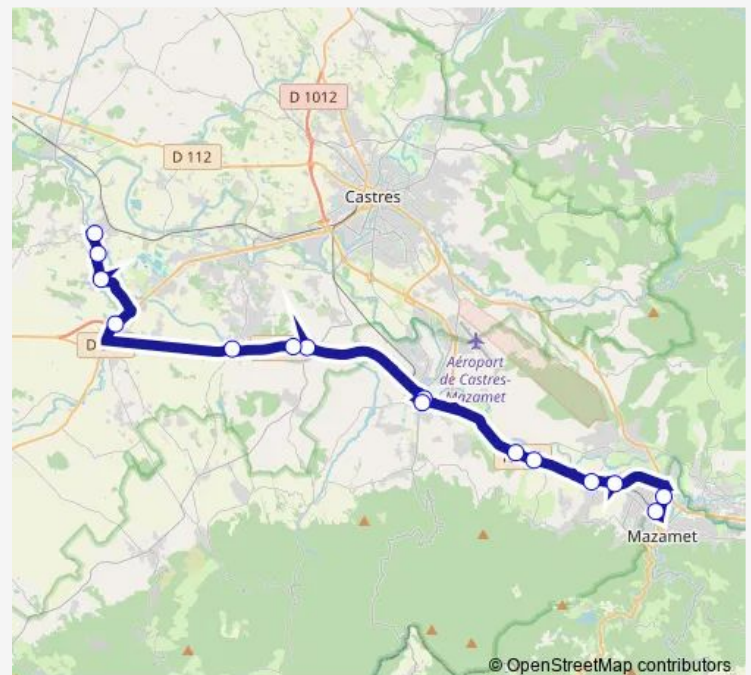 D 1012
D 112
Castres
D
Aéroport
de Castres-
Mazamet
Mazamet
© OpenStreetMap contributors